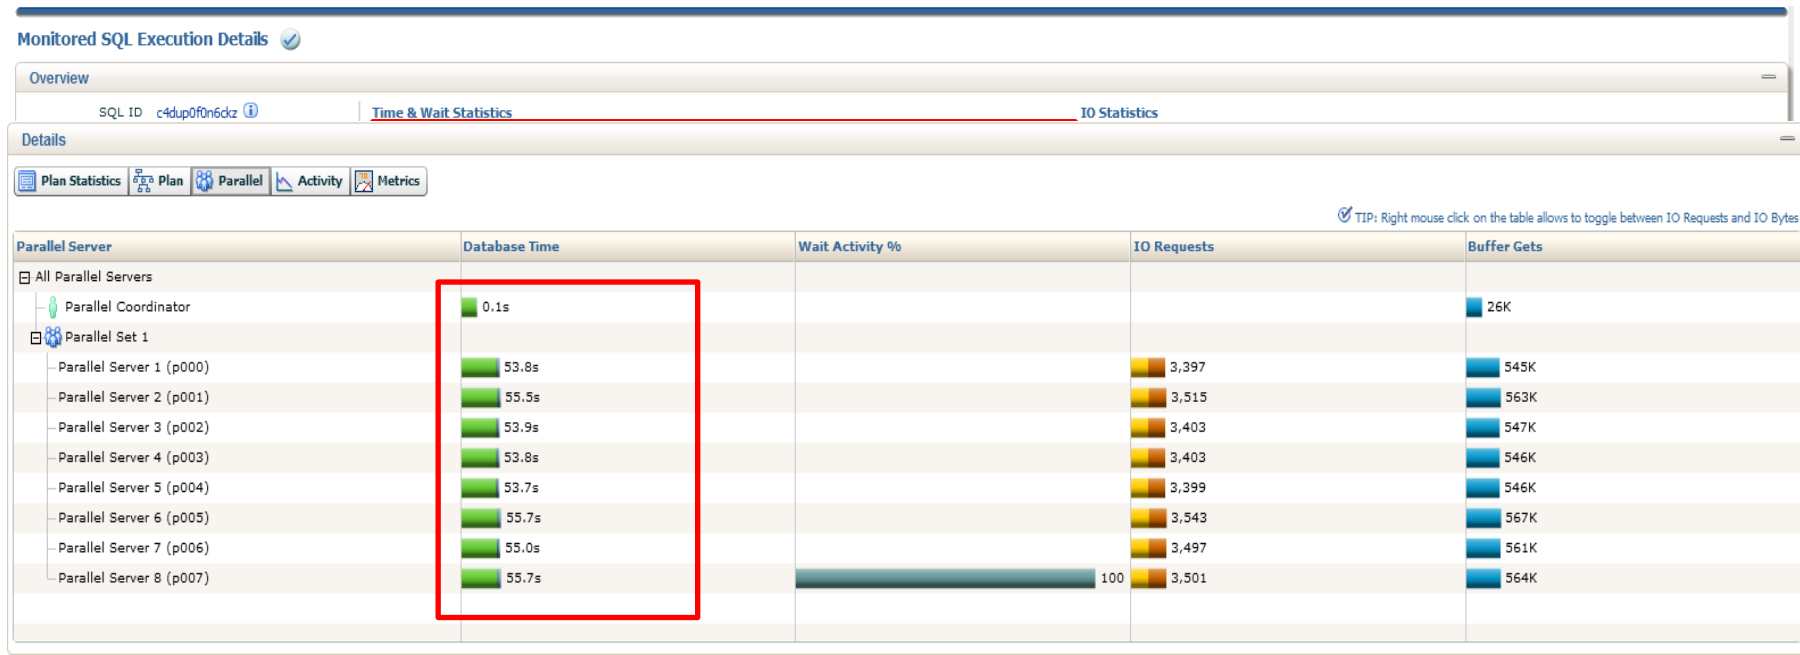 Monitored SQL Execution Details
Overview
SQL ID c4dup0f0n6ckz Time & Wait Statistics IO Statistics
Details
Plan Statistics Plan Parallel Activity Metrics
TIP: Right mouse click on the table allows to toggle between IO Requests and IO Bytes
Parallel Server Database Time Wait Activity % IO Requests Buffer Gets
All Parallel Servers
Parallel Coordinator 0.1s 26K
Parallel Set 1
Parallel Server 1 (p000) 53.8s 3,397 545K
Parallel Server 2 (p001) 55.5s 3,515 563K
Parallel Server 3 (p002) 53.9s 3,403 547K
Parallel Server 4 (p003) 53.8s 3,403 546K
Parallel Server 5 (p004) 53.7s 3,399 546K
Parallel Server 6 (p005) 55.7s 3,543 567K
Parallel Server 7 (p006) 55.0s 3,497 561K
Parallel Server 8 (p007) 55.7s 100 3,501 564K